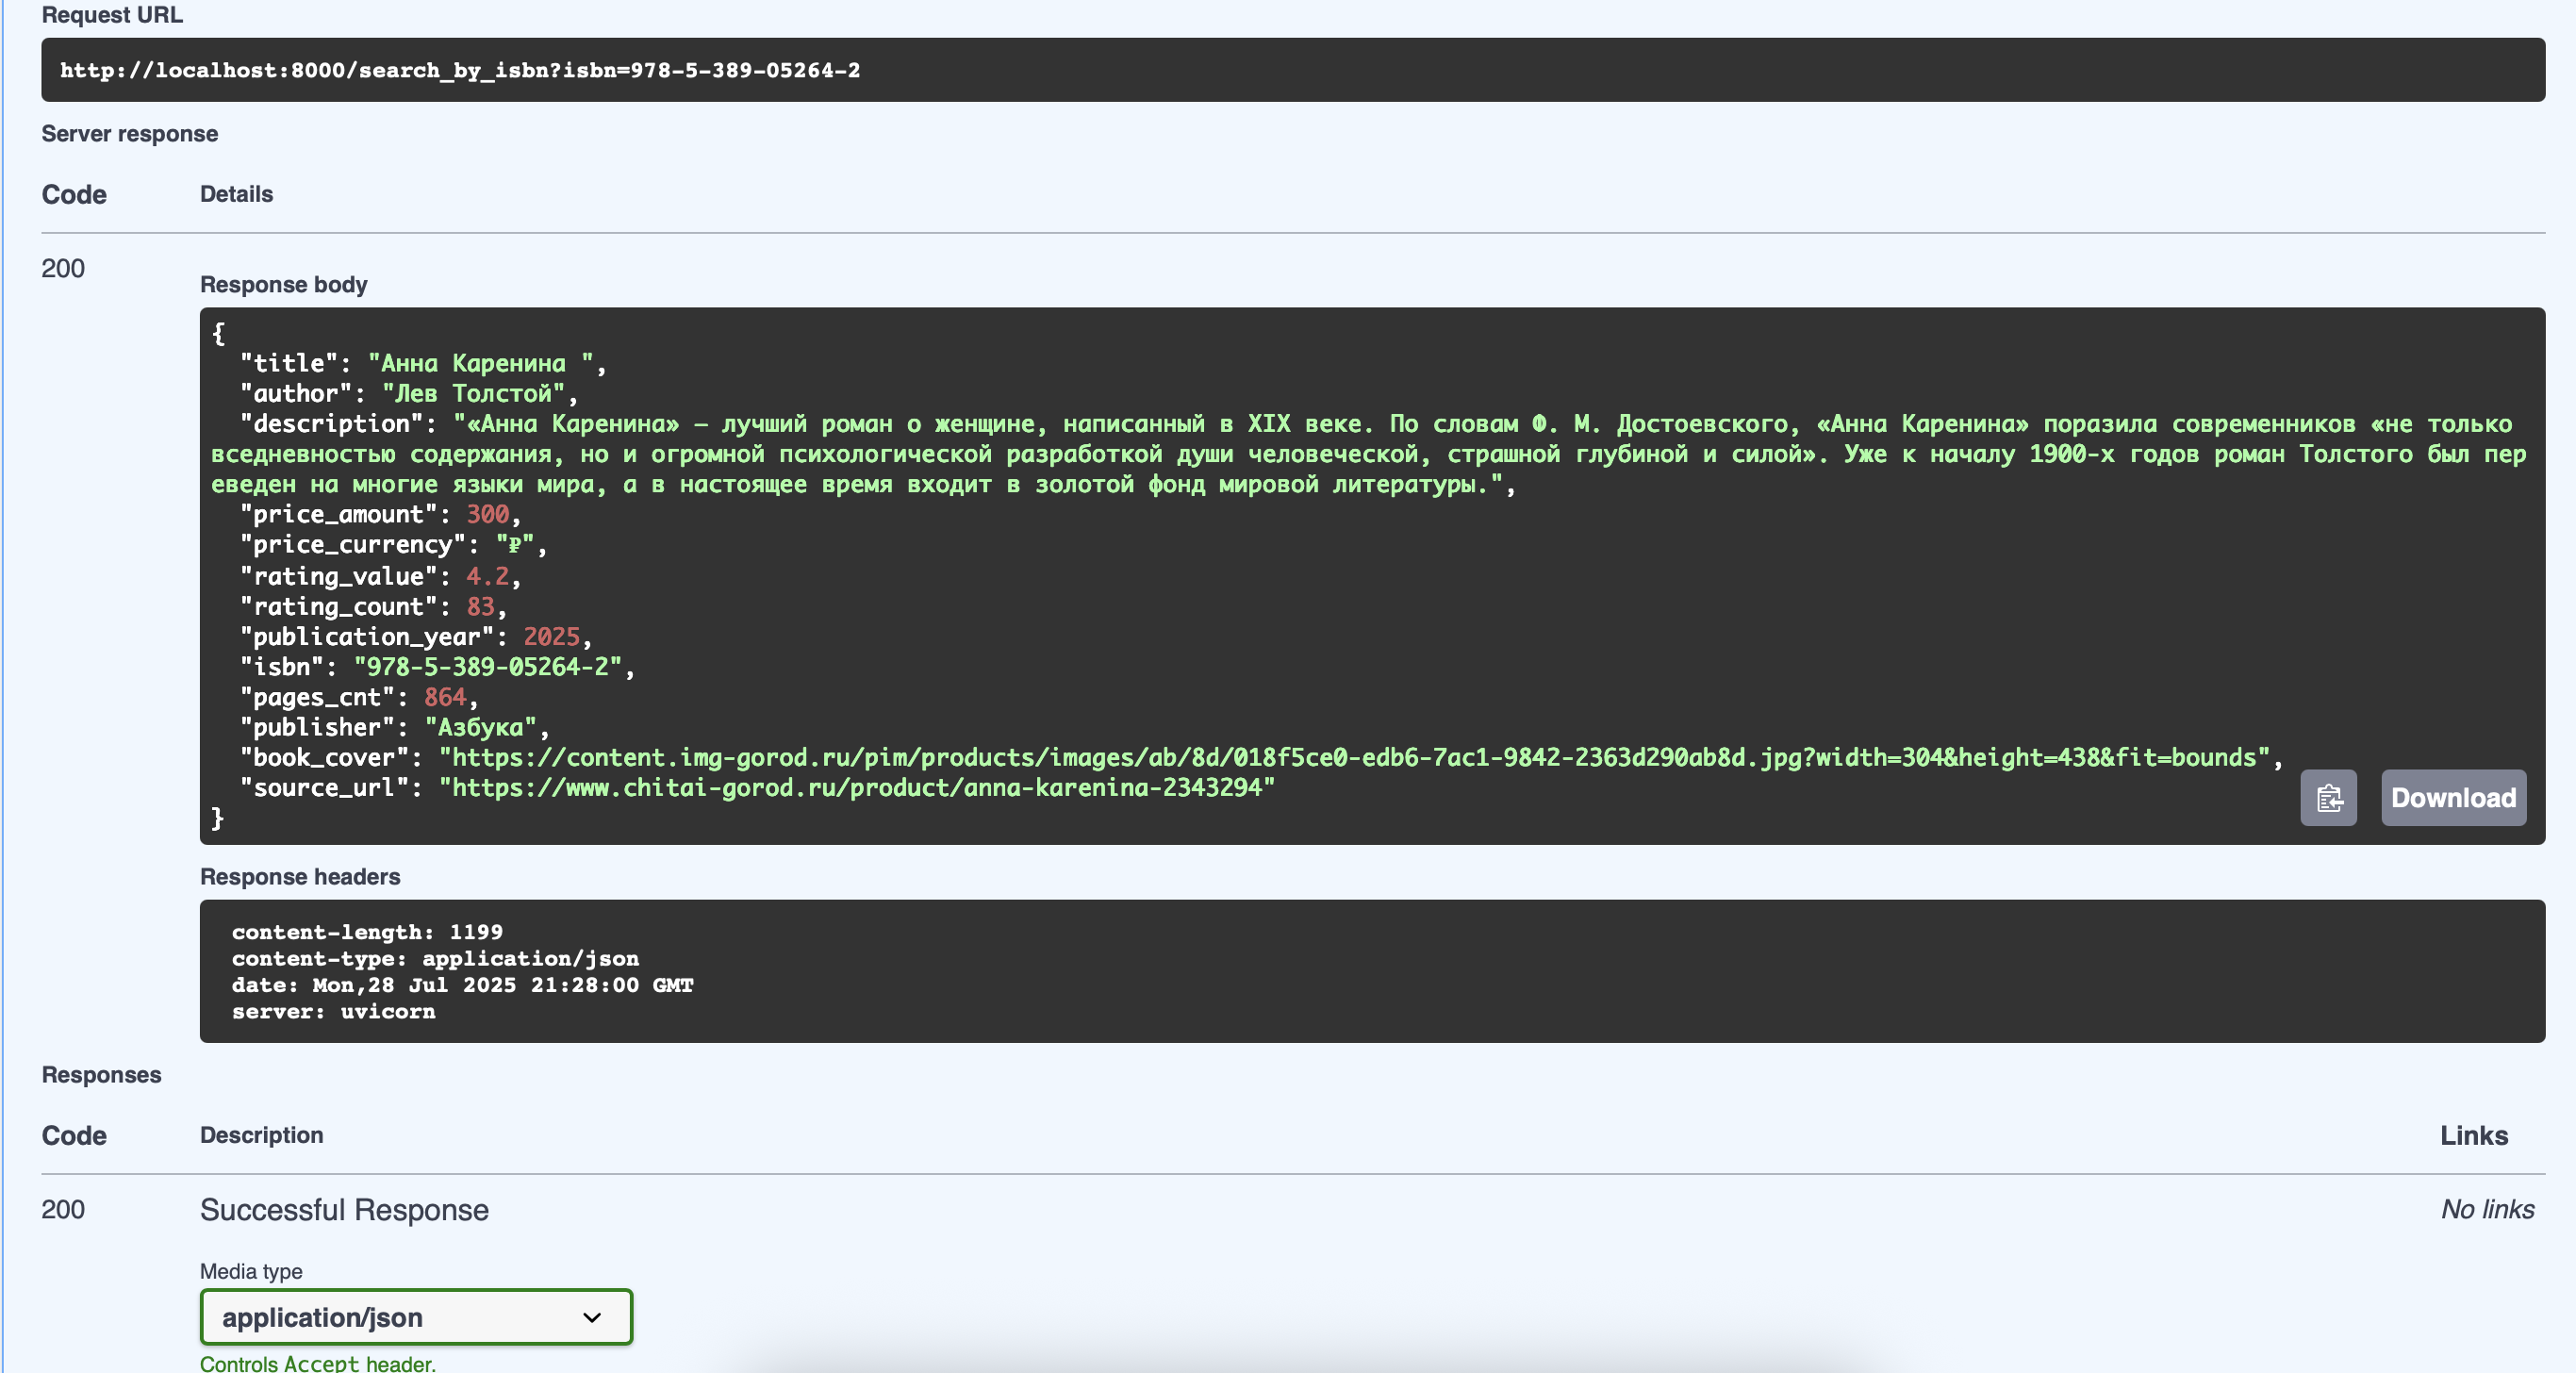 Request URL
http://localhost:8000/search_by_isbn?isbn=978-5-389-05264-2
Server response
Code Details
200
Response body
{
"title": "Анна Каренина ",
"author": "Лев Толстой",
"description": "«Анна Каренина» — лучший роман о женщине, написанный в XIX веке. По словам Ф. М. Достоевского, «Анна Каренина» поразила современников «не только
вседневностью содержания, но и огромной психологической разработкой души человеческой, страшной глубиной и силой». Уже к началу 1900-х годов роман Толстого был пер
еведен на многие языки мира, а в настоящее время входит в золотой фонд мировой литературы.",
"price_amount": 300,
"price_currency": "₽",
"rating_value": 4.2,
"rating_count": 83,
"publication_year": 2025,
"isbn": "978-5-389-05264-2",
"pages_cnt": 864,
"publisher": "Азбука",
"book_cover": "https://content.img-gorod.ru/pim/products/images/ab/8d/018f5ce0-edb6-7ac1-9842-2363d290ab8d.jpg?width=304&height=438&fit=bounds",
"source_url": "https://www.chitai-gorod.ru/product/anna-karenina-2343294"
}
Download
Response headers
content-length: 1199
content-type: application/json
date: Mon,28 Jul 2025 21:28:00 GMT
server: uvicorn
Responses
Code Description Links
200 Successful Response No links
Media type
application/json
Controls Accept header.